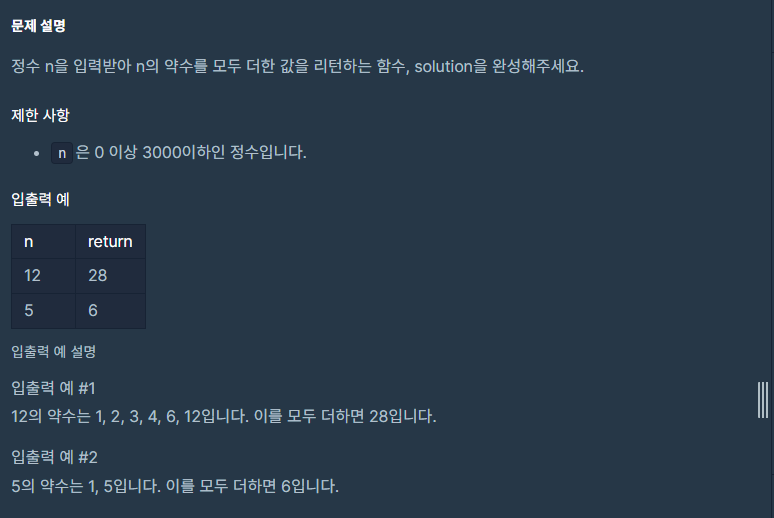 문제 설명
정수 n을 입력받아 n의 약수를 모두 더한 값을 리턴하는 함수, solution을 완성해주세요.
제한 사항
• n은 0 이상 3000이하인 정수입니다.
입출력 예
n return
12 28
5 6
입출력 예 설명
입출력 예 #1
12의 약수는 1, 2, 3, 4, 6, 12입니다. 이를 모두 더하면 28입니다.
입출력 예 #2
5의 약수는 1, 5입니다. 이를 모두 더하면 6입니다.